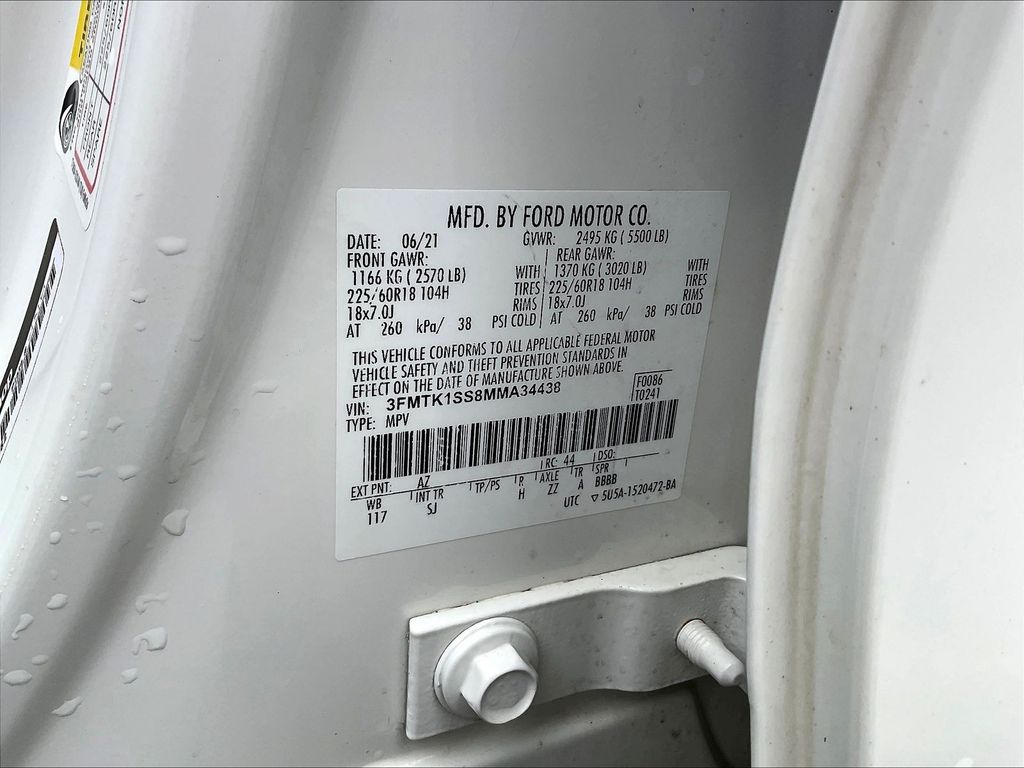 MFD. BY FORD MOTOR CO.
DATE: 06/21 GVWR: 2495 KG ( 5500 LB)
FRONT GAWR: REAR GAWR:
1166 KG ( 2570 LB) WITH 1370 KG ( 3020 LB) WITH
225/60R18 104H TIRES 225/60R18 104H TIRES
18x7.0J RIMS 18x7.0J RIMS
AT 260 kPa/ 38 PSI COLD AT 260 kPa/ 38 PSI COLD
THIS VEHICLE CONFORMS TO ALL APPLICABLE FEDERAL MOTOR
VEHICLE SAFETY AND THEFT PREVENTION STANDARDS IN
EFFECT ON THE DATE OF MANUFACTURE SHOWN ABOVE.
VIN: 3FMTK1SS8MMA34438 F0086
TYPE: MPV T0241
EXT PNT: AZ RC: 44 DSO:
WB INT TR TP/PS R AXLE TR SPR
117 SJ H ZZ A BBBB
UTC ▽ 5U5A-1520472-BA